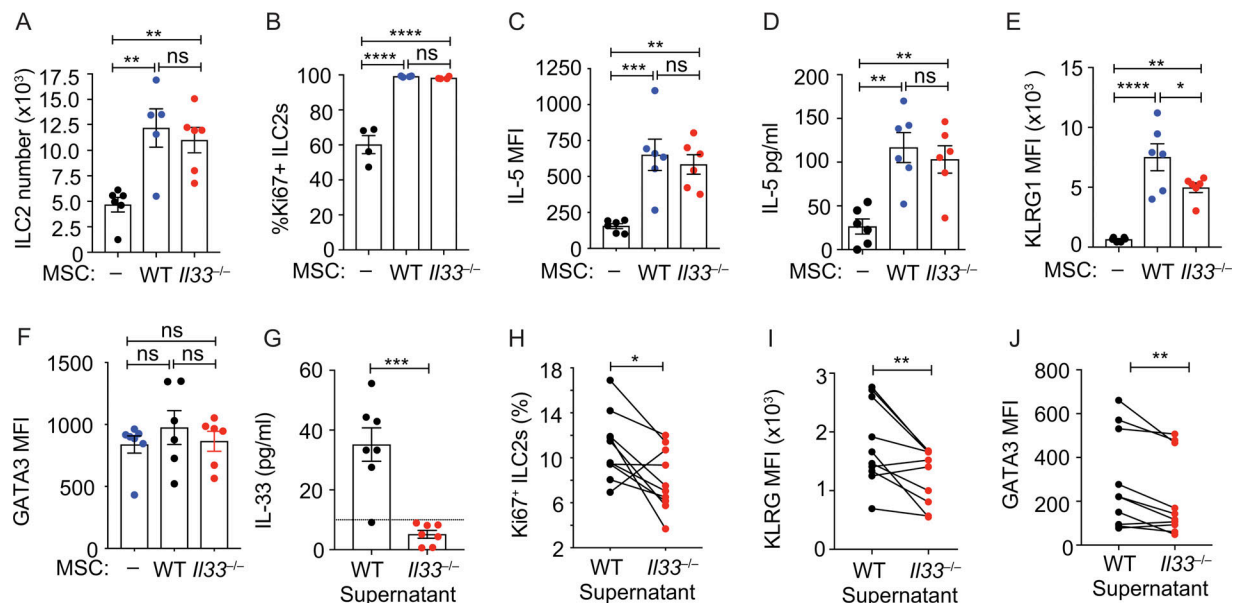 A
ILC2 number (x10³)
17.5
15.0
12.5
10.0
7.5
5.0
2.5
0
**
** ns
MSC: – WT Il33–/–
B
%Ki67+ ILC2s
100
80
60
40
20
0
****
**** ns
– WT Il33–/–
C
IL-5 MFI
1250
1000
750
500
250
0
**
*** ns
– WT Il33–/–
D
IL-5 pg/ml
200
150
100
50
0
**
** ns
MSC: – WT Il33–/–
E
KLRG1 MFI (x10³)
15
10
5
0
**
**** *
MSC: – WT Il33–/–
F
GATA3 MFI
1500
1000
500
0
ns
ns ns
MSC: – WT Il33–/–
G
IL-33 (pg/ml)
60
40
20
0
***
WT Il33–/–
Supernatant
H
Ki67⁺ ILC2s (%)
18
16
14
12
10
8
6
4
2
*
WT Il33–/–
Supernatant
I
KLRG MFI (x10³)
3
2
1
0
**
WT Il33–/–
Supernatant
J
GATA3 MFI
800
600
400
200
0
**
WT Il33–/–
Supernatant